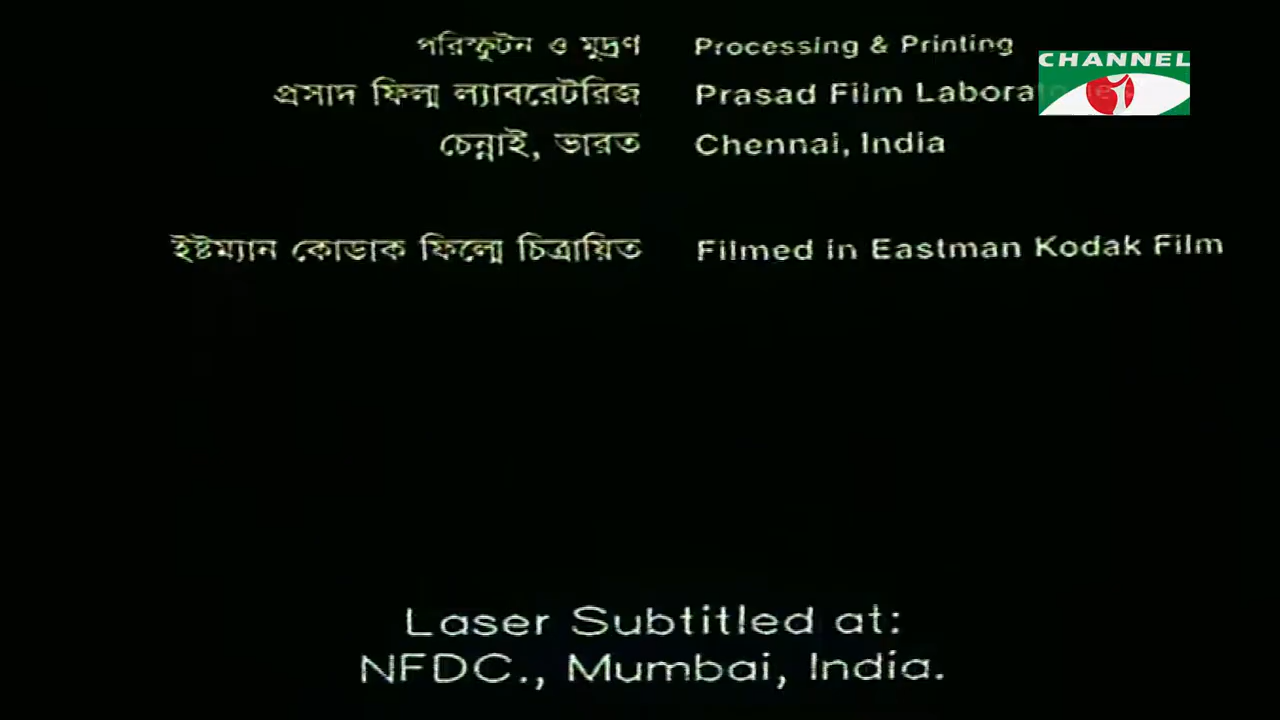 পরিস্ফুটন ও মুদ্রণ Processing & Printing
CHANNEL i
প্রসাদ ফিল্ম ল্যাবরেটরিজ Prasad Film
চেন্নাই, ভারত Chennai, India
ইষ্টম্যান কোডাক ফিল্মে চিত্রায়িত Filmed in Eastman Kodak Film
Laser Subtitled at:
NFDC., Mumbai, India.